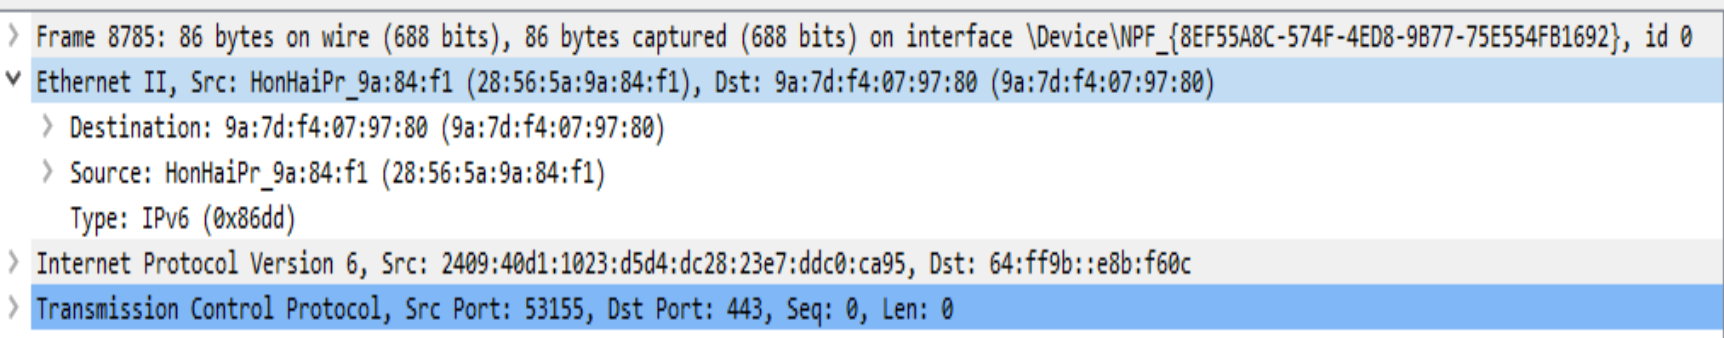 Frame 8785: 86 bytes on wire (688 bits), 86 bytes captured (688 bits) on interface \Device\NPF_{8EF55A8C-574F-4ED8-9B77-75E554FB1692}, id 0
Ethernet II, Src: HonHaiPr_9a:84:f1 (28:56:5a:9a:84:f1), Dst: 9a:7d:f4:07:97:80 (9a:7d:f4:07:97:80)
Destination: 9a:7d:f4:07:97:80 (9a:7d:f4:07:97:80)
Source: HonHaiPr_9a:84:f1 (28:56:5a:9a:84:f1)
Type: IPv6 (0x86dd)
Internet Protocol Version 6, Src: 2409:40d1:1023:d5d4:dc28:23e7:ddc0:ca95, Dst: 64:ff9b::e8b:f60c
Transmission Control Protocol, Src Port: 53155, Dst Port: 443, Seq: 0, Len: 0